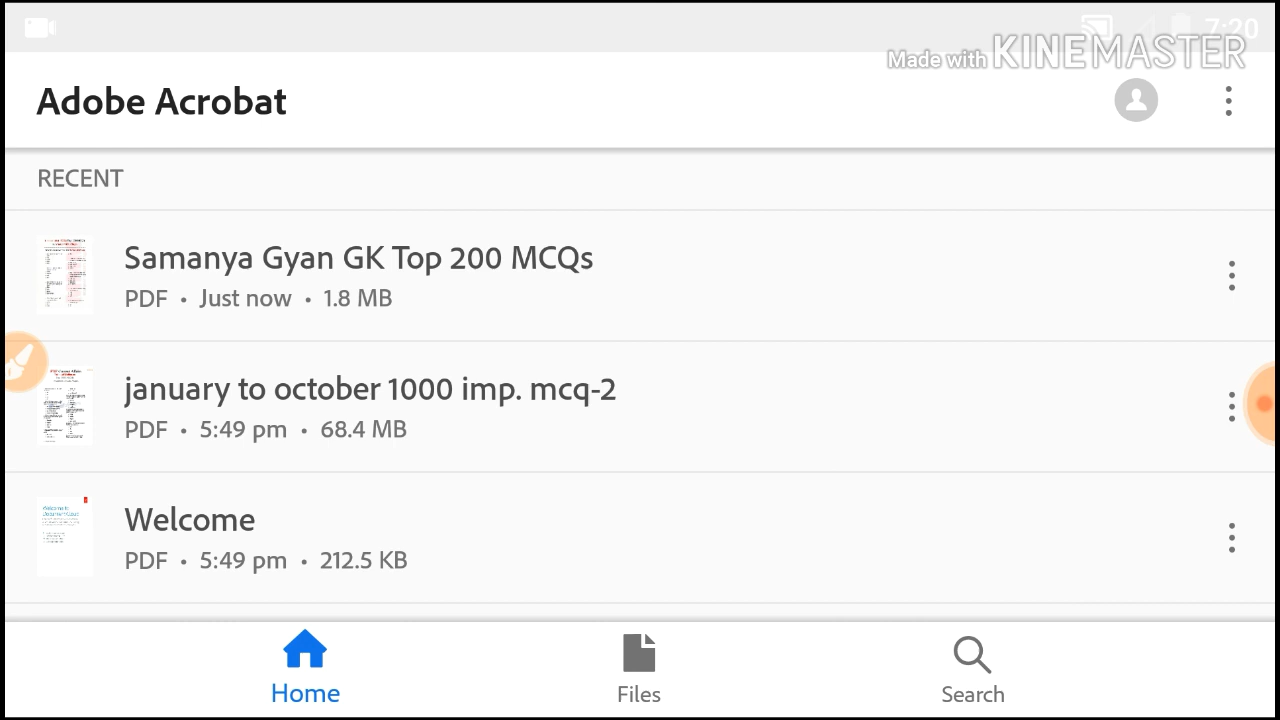 7:20
Made with KINEMASTER
Adobe Acrobat
RECENT
Samanya Gyan GK Top 200 MCQs
PDF • Just now • 1.8 MB
january to october 1000 imp. mcq-2
PDF • 5:49 pm • 68.4 MB
Welcome
PDF • 5:49 pm • 212.5 KB
Home
Files
Search